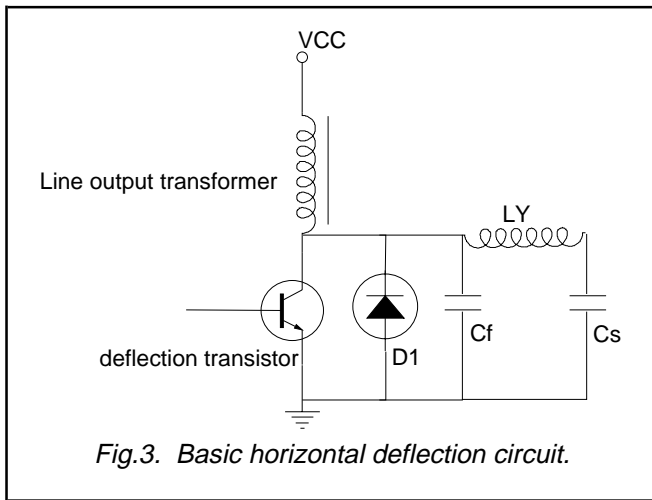 VCC
Line output transformer
LY
deflection transistor
D1
Cf
Cs
Fig.3. Basic horizontal deflection circuit.